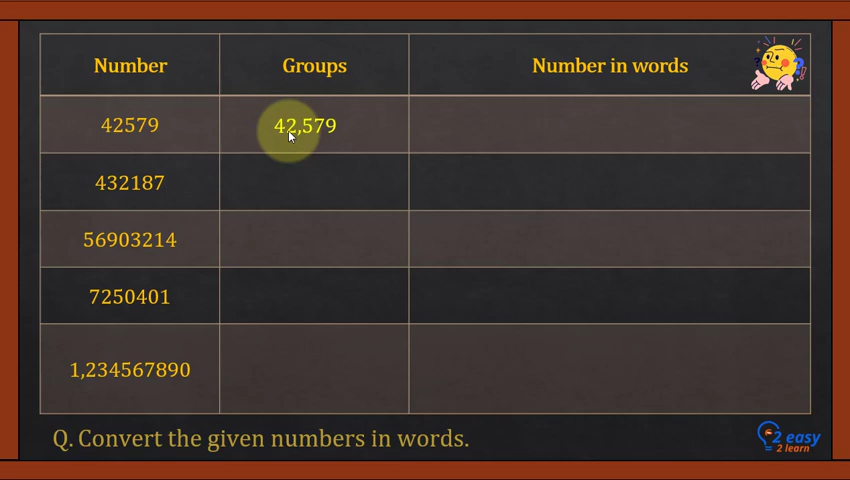 Number Groups Number in words
42579 42,579
432187
56903214
7250401
1,234567890
Q. Convert the given numbers in words.
2 easy
2 learn